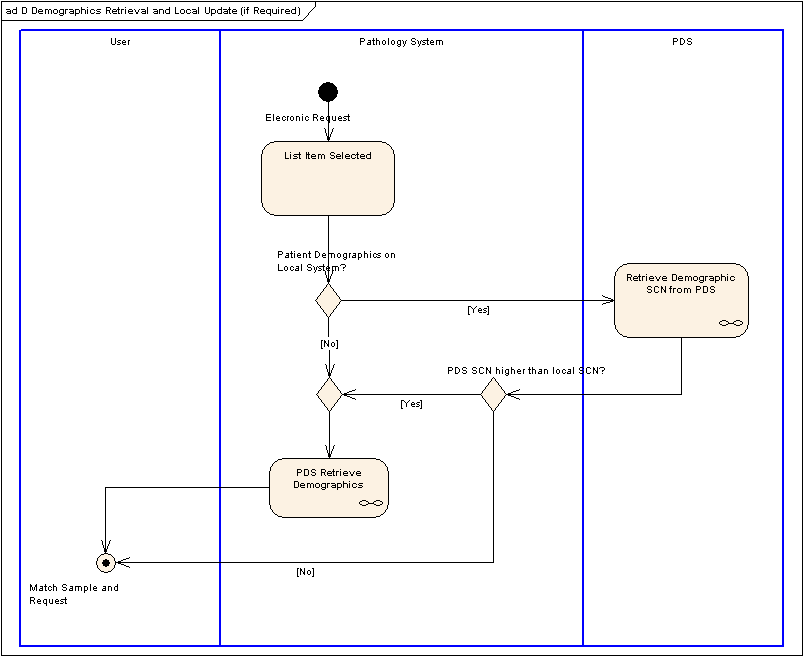 ad D Demographics Retrieval and Local Update (if Required)
User
Pathology System
PDS
Elecronic Request
List Item Selected
Patient Demographics on
Local System?
Retrieve Demographic
SCN from PDS
[Yes]
[No]
PDS SCN higher than local SCN?
[Yes]
PDS Retrieve
Demographics
[No]
Match Sample and
Request